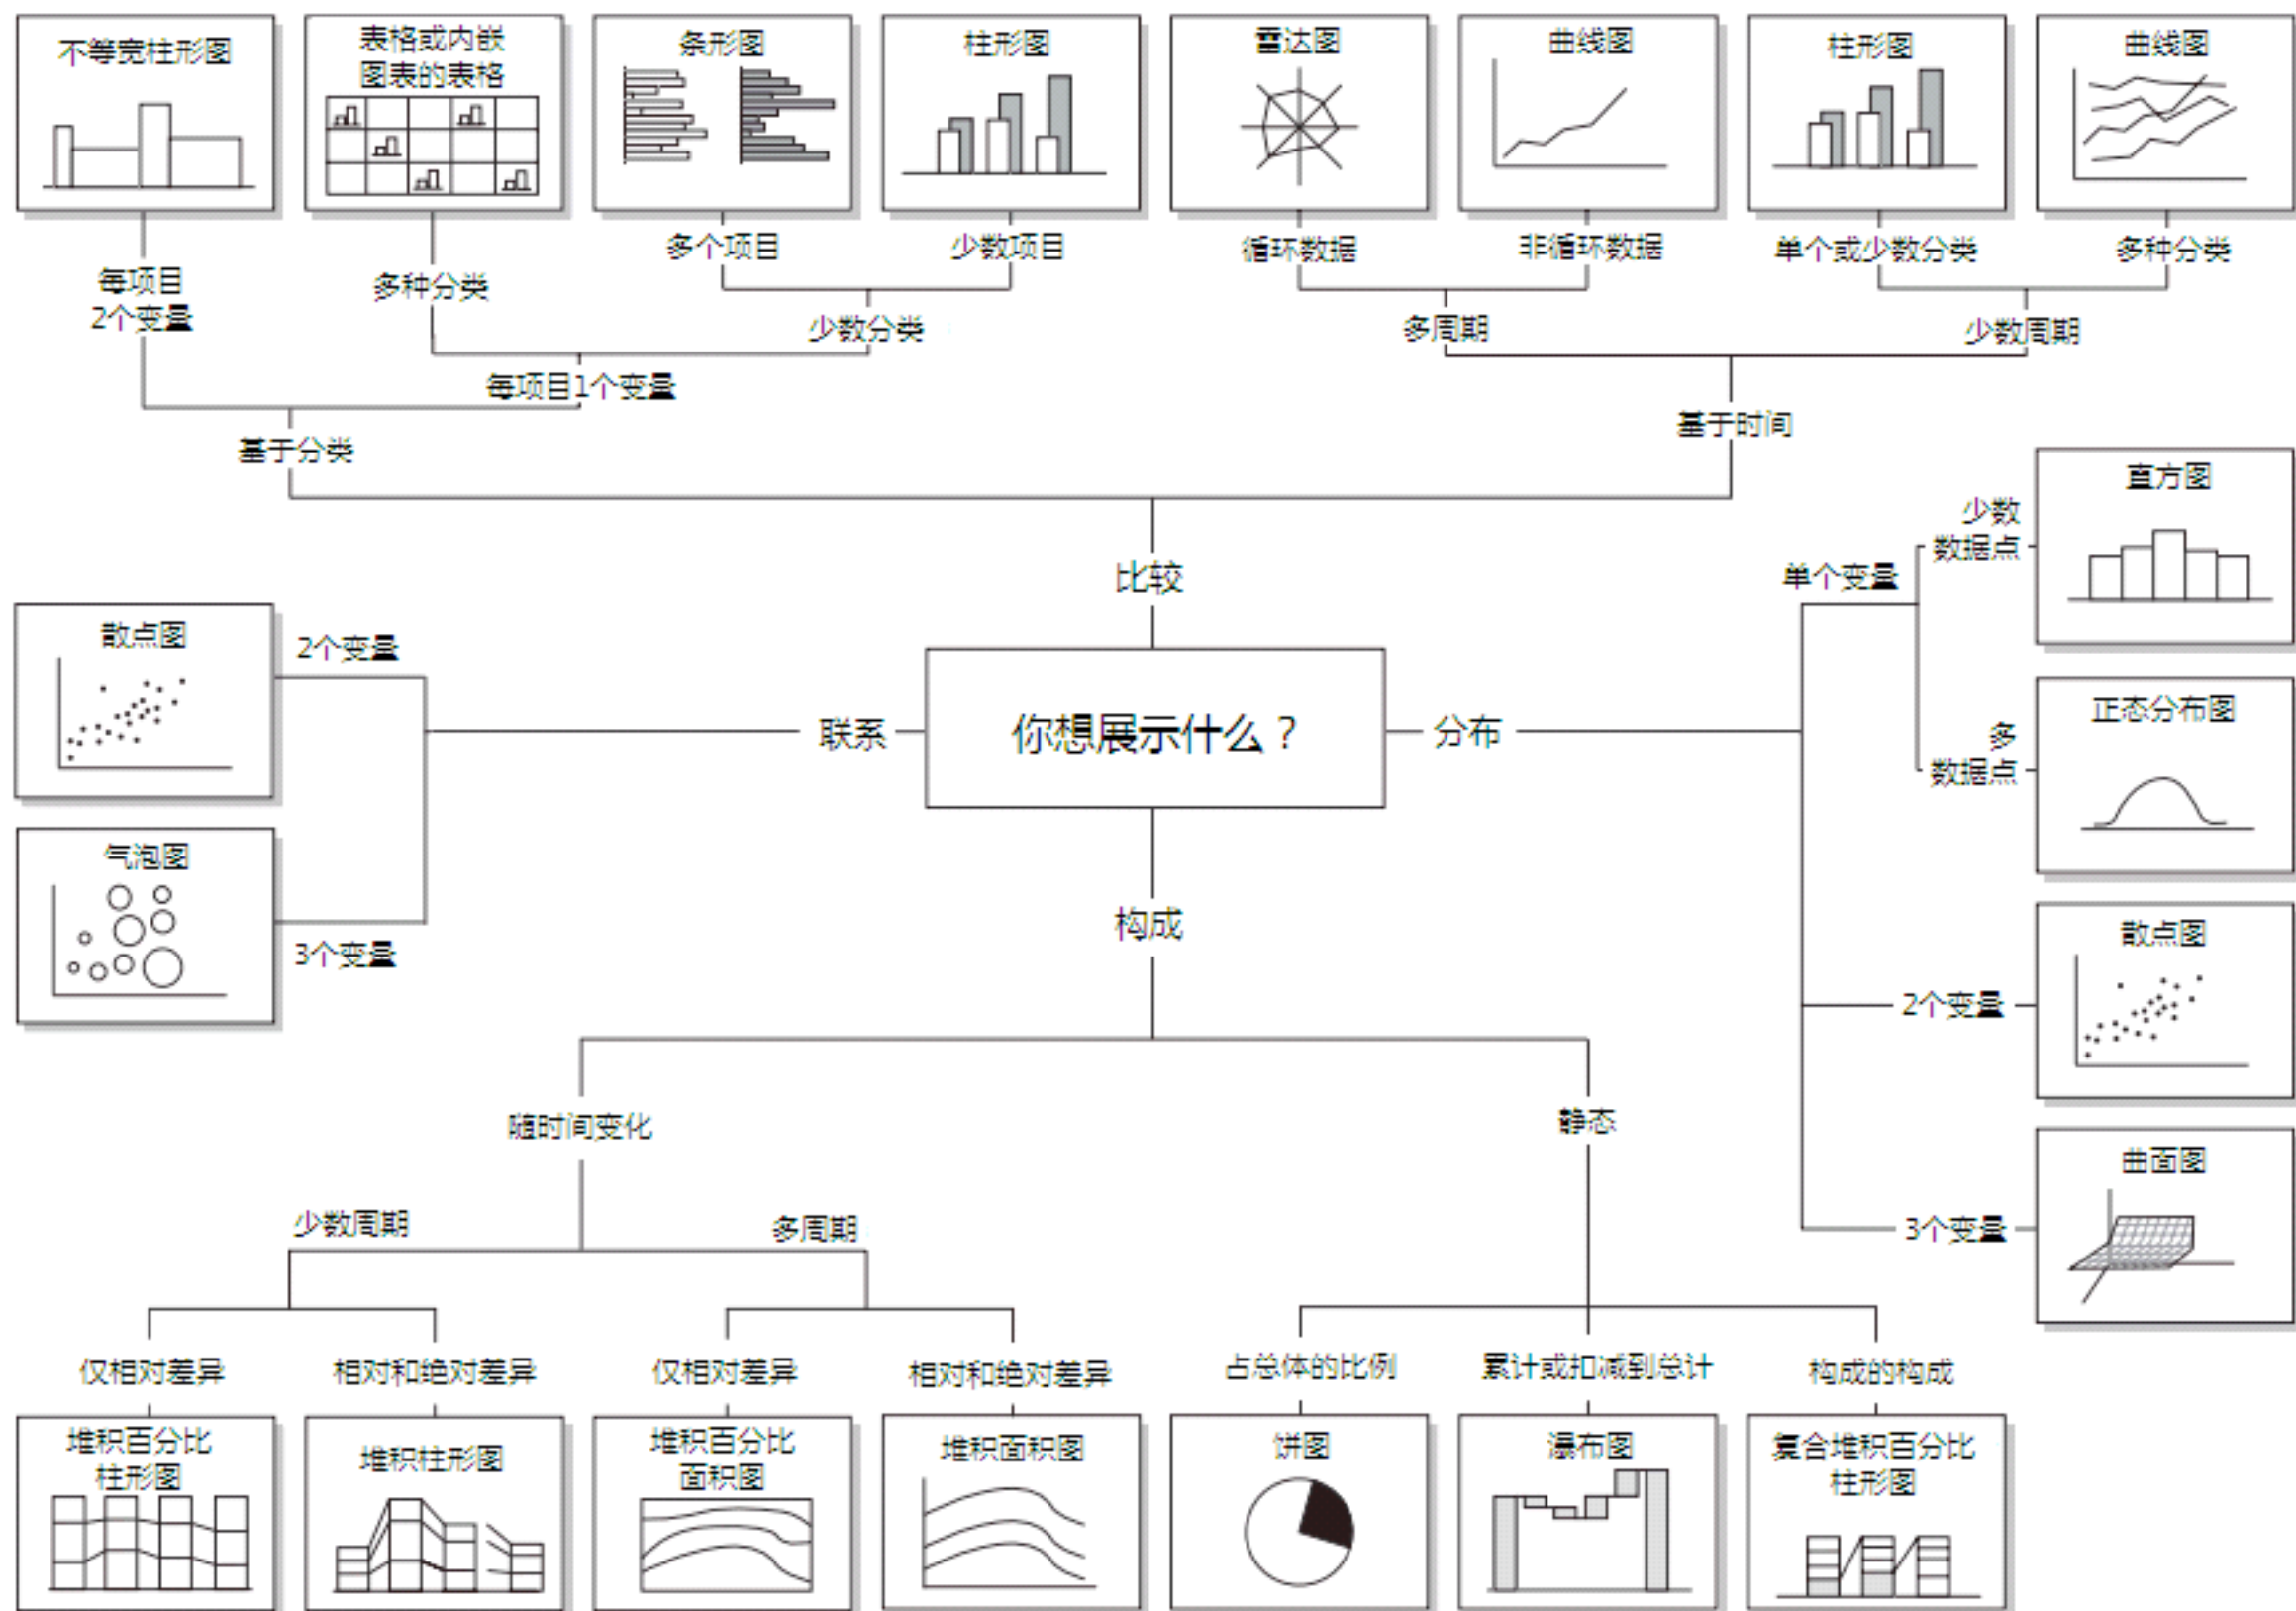 不等宽柱形图
表格或内嵌
图表的表格
条形图
柱形图
雷达图
曲线图
柱形图
曲线图
每项目
2个变量
多种分类
多个项目
少数项目
循环数据
非循环数据
单个或少数分类
多种分类
少数分类
多周期
少数周期
每项目1个变量
基于分类
基于时间
比较
散点图
2个变量
气泡图
3个变量
联系
你想展示什么？
分布
单个变量
少数
数据点
直方图
多
数据点
正态分布图
2个变量
散点图
3个变量
曲面图
构成
随时间变化
静态
少数周期
多周期
仅相对差异
相对和绝对差异
仅相对差异
相对和绝对差异
占总体的比例
累计或扣减到总计
构成的构成
堆积百分比
柱形图
堆积柱形图
堆积百分比
面积图
堆积面积图
饼图
瀑布图
复合堆积百分比
柱形图